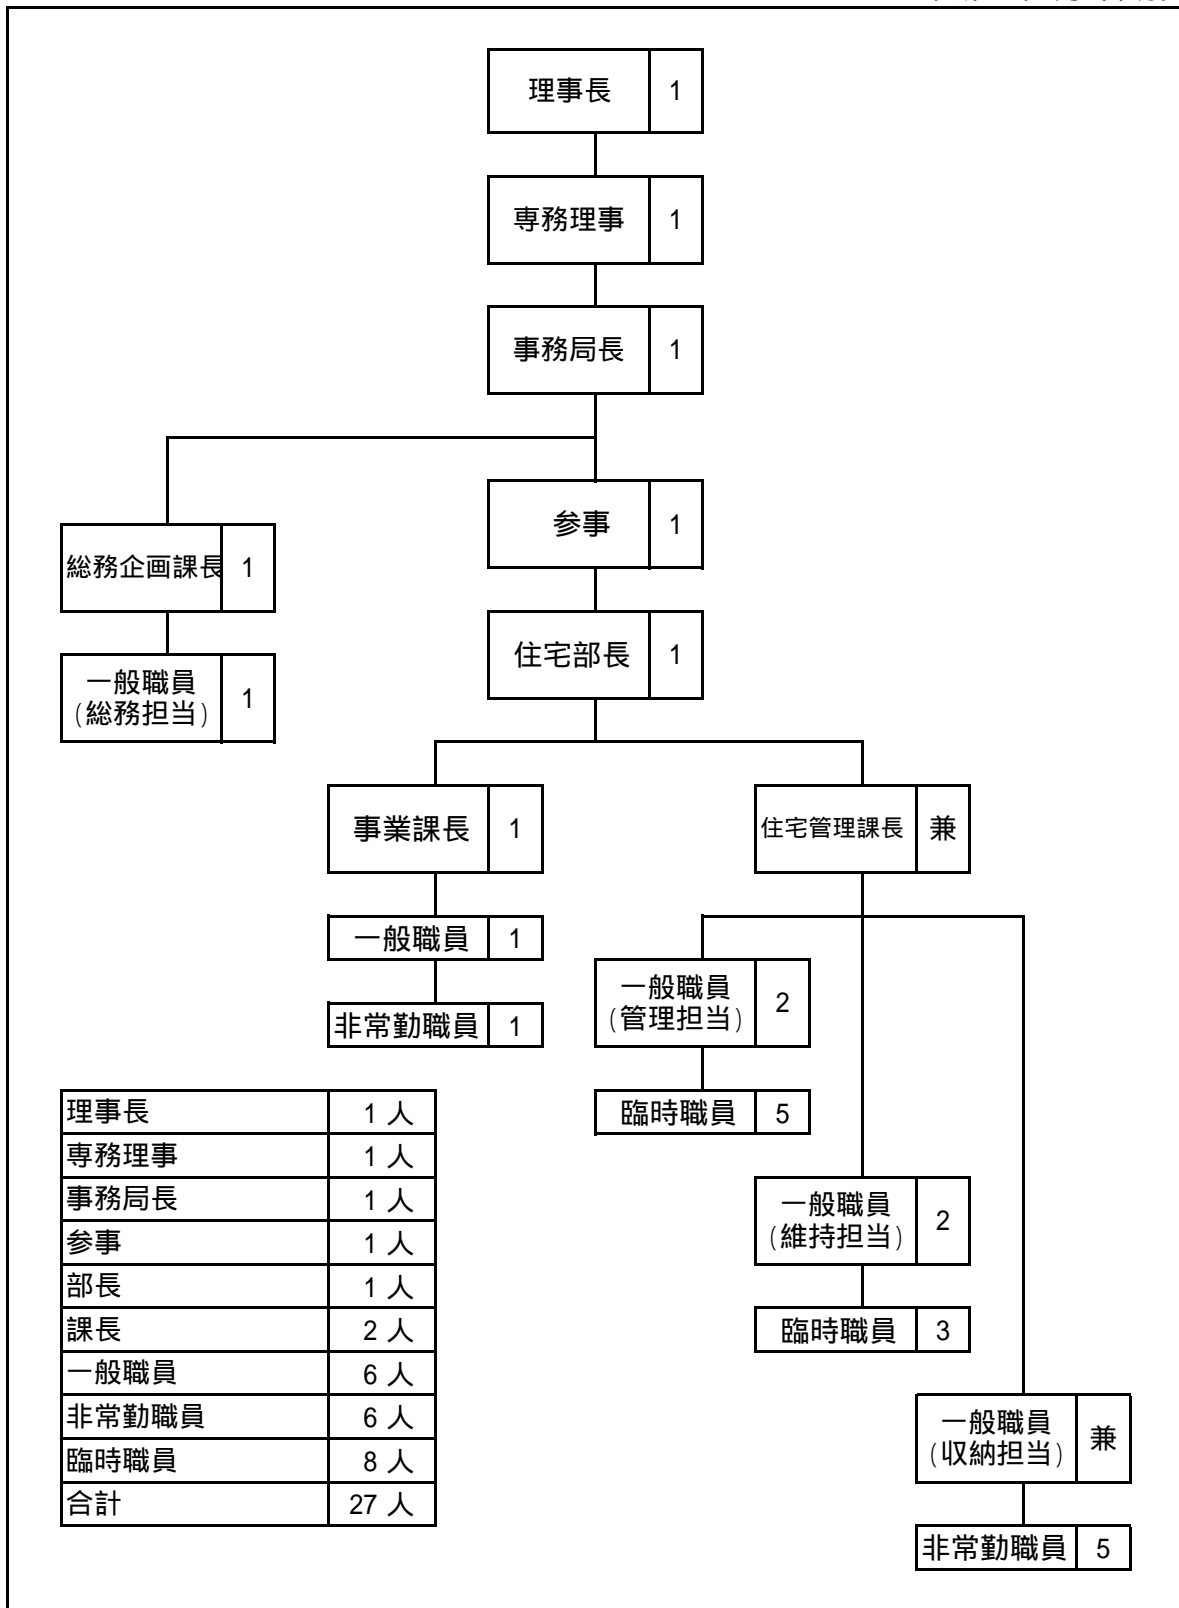 理事長 1
専務理事 1
事務局長 1
参事 1
総務企画課長 1
住宅部長 1
一般職員
(総務担当) 1
事業課長 1
住宅管理課長 兼
一般職員 1
一般職員
(管理担当) 2
非常勤職員 1
臨時職員 5
一般職員
(維持担当) 2
臨時職員 3
一般職員
(収納担当) 兼
非常勤職員 5
理事長 1 人
専務理事 1 人
事務局長 1 人
参事 1 人
部長 1 人
課長 2 人
一般職員 6 人
非常勤職員 6 人
臨時職員 8 人
合計 27 人